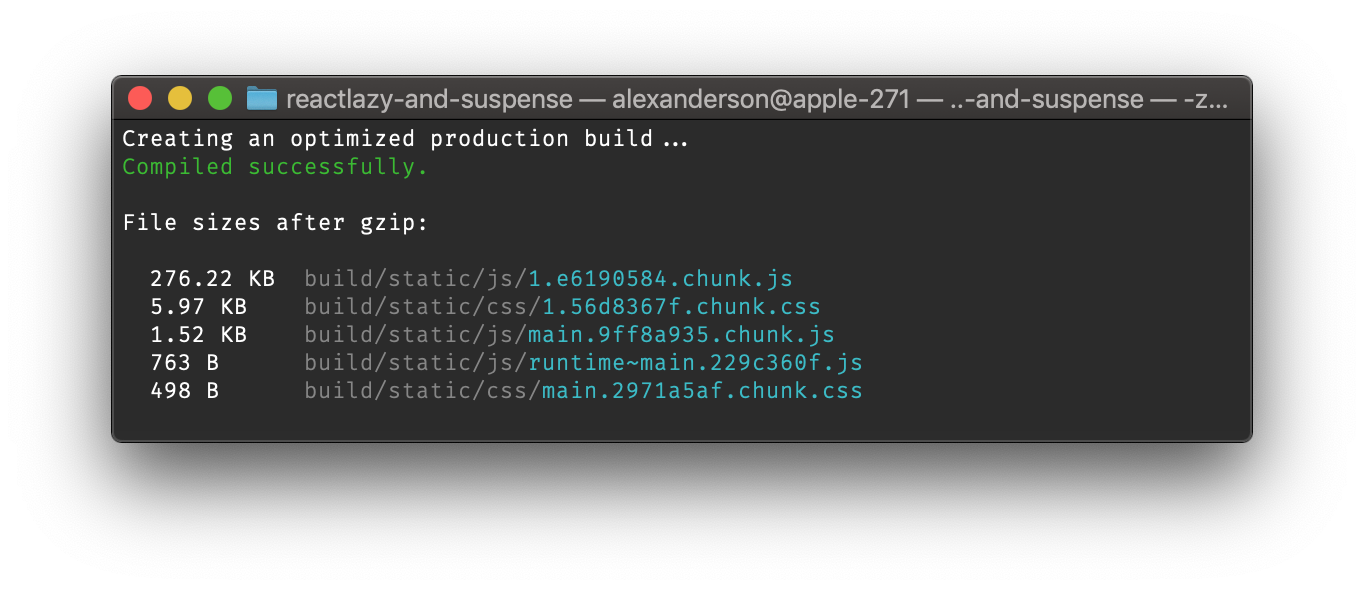 reactlazy-and-suspense — alexanderson@apple-271 — ..-and-suspense — -z...
Creating an optimized production build...
Compiled successfully.
File sizes after gzip:
276.22 KB  build/static/js/1.e6190584.chunk.js
5.97 KB    build/static/css/1.56d8367f.chunk.css
1.52 KB    build/static/js/main.9ff8a935.chunk.js
763 B      build/static/js/runtime~main.229c360f.js
498 B      build/static/css/main.2971a5af.chunk.css